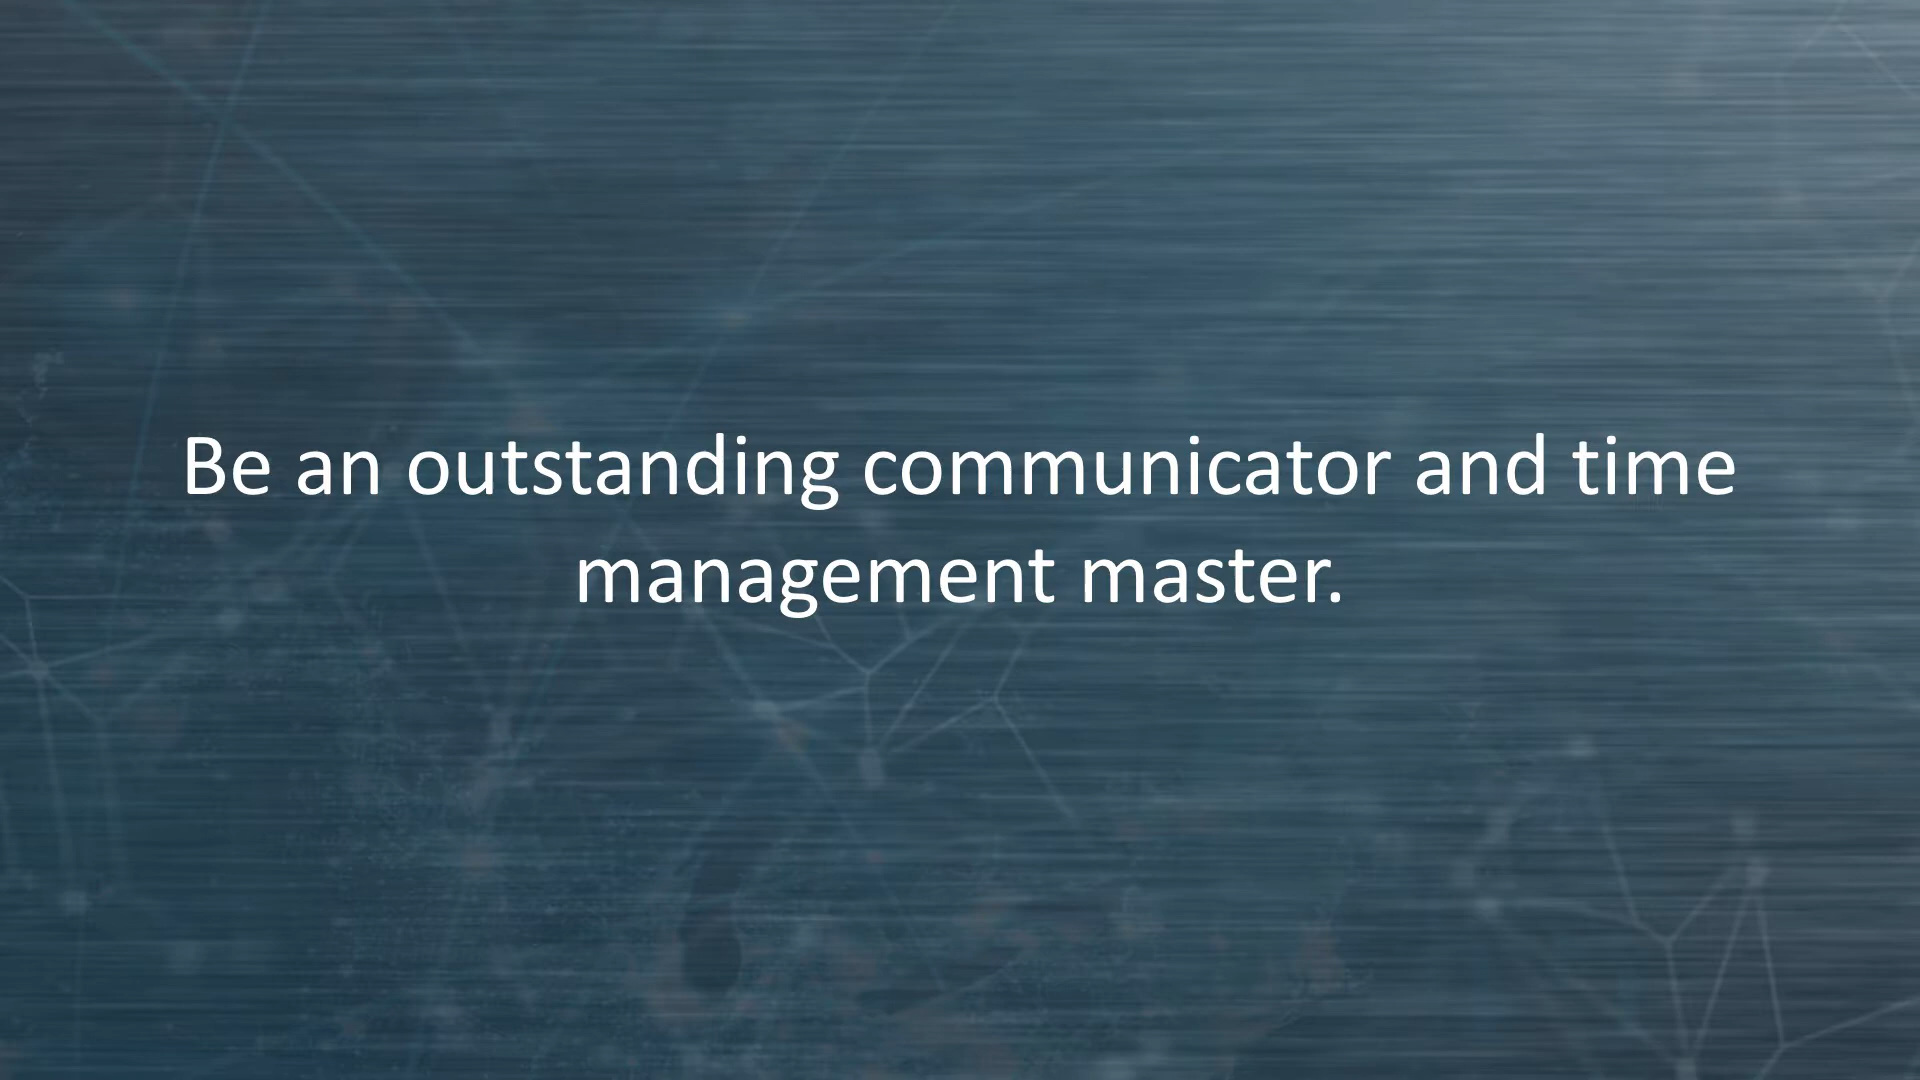 Be an outstanding communicator and time
management master.